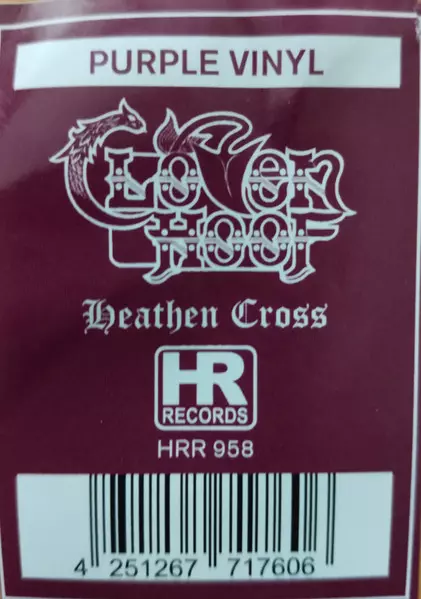 PURPLE VINYL
Cloven
Hoof
Heathen Cross
HR
RECORDS
HRR 958
4 251267 717606